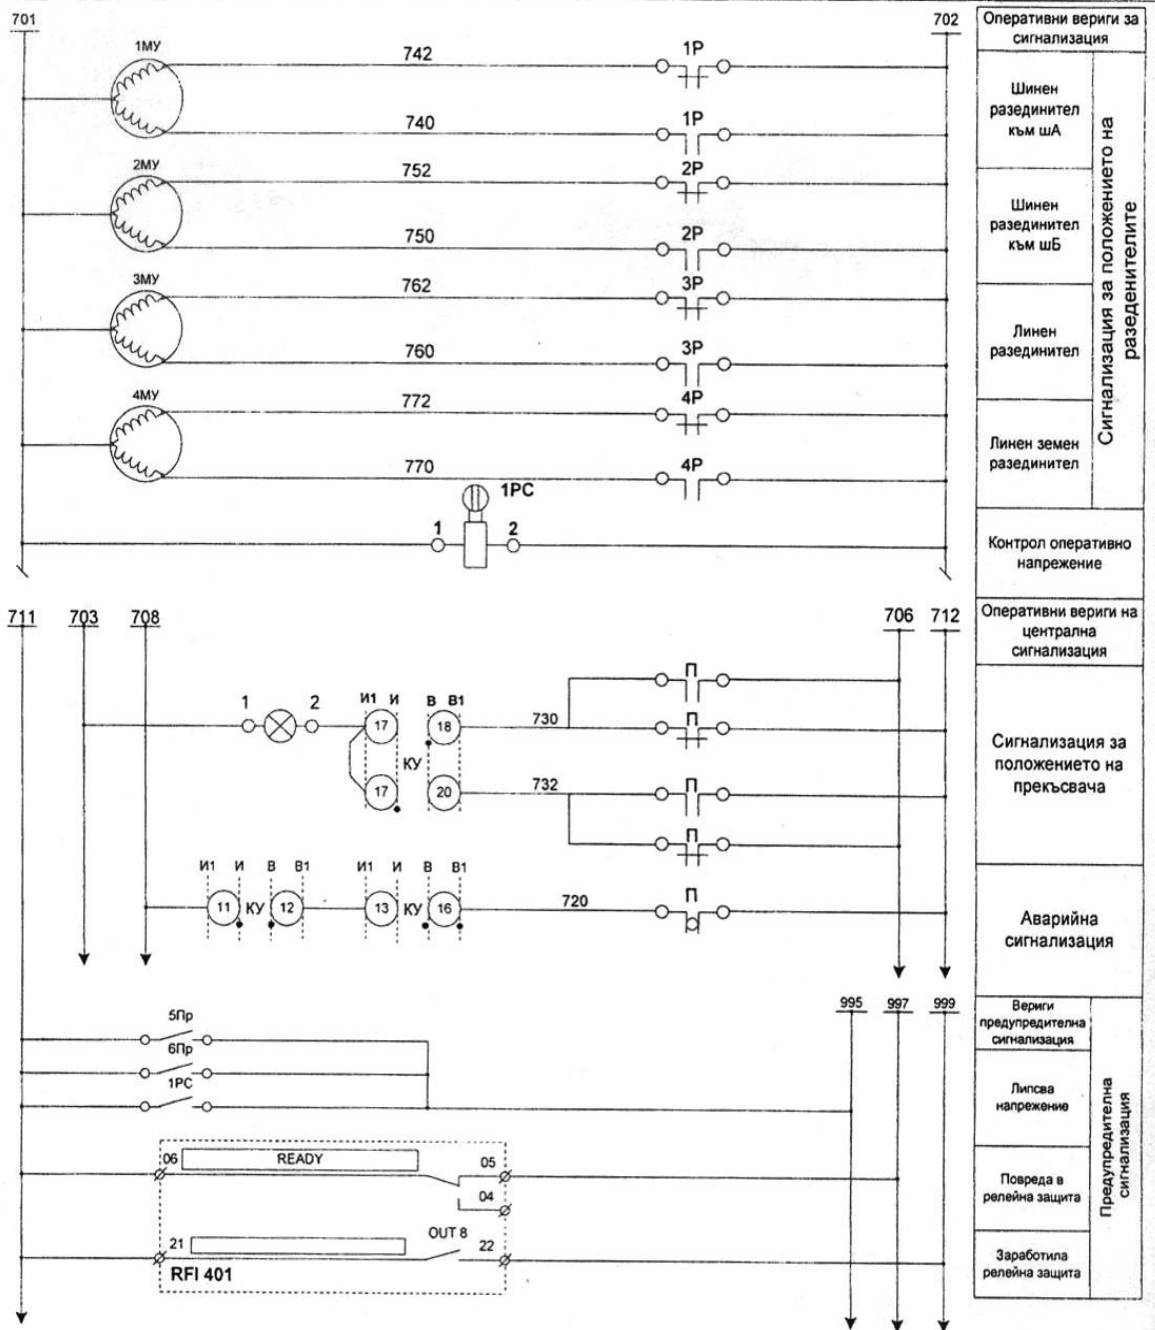 701
702
Оперативни вериги за
сигнализация
1МУ
742
1Р
740
1Р
Шинен
разединител
към шА
2МУ
752
2Р
750
2Р
Шинен
разединител
към шБ
3МУ
762
3Р
760
3Р
Линен
разединител
4МУ
772
4Р
770
4Р
Линен земен
разединител
Сигнализация за положението на
разеденителите
1РС
1
2
Контрол оперативно
напрежение
711
703
708
706
712
Оперативни вериги на
централна
сигнализация
1
2
И1
И
В
В1
17
18
КУ
17
20
730
П
П
732
П
П
Сигнализация за
положението на
прекъсвача
И1
И
В
В1
И1
И
В
В1
11
КУ
12
13
КУ
16
720
П
Аварийна
сигнализация
995
997
999
Вериги
предупредителна
сигнализация
5Пр
6Пр
1РС
Липсва
напрежение
06
READY
05
04
Повреда в
релейна защита
21
OUT 8
22
RFI 401
Заработила
релейна защита
Предупредителна
сигнализация